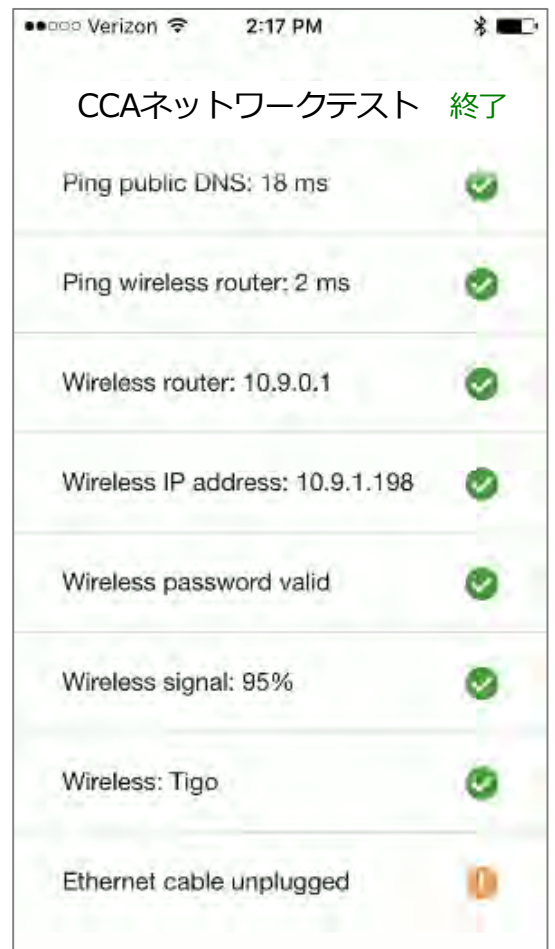 Verizon 2:17 PM
CCAネットワークテスト 終了
Ping public DNS: 18 ms
Ping wireless router: 2 ms
Wireless router: 10.9.0.1
Wireless IP address: 10.9.1.198
Wireless password valid
Wireless signal: 95%
Wireless: Tigo
Ethernet cable unplugged